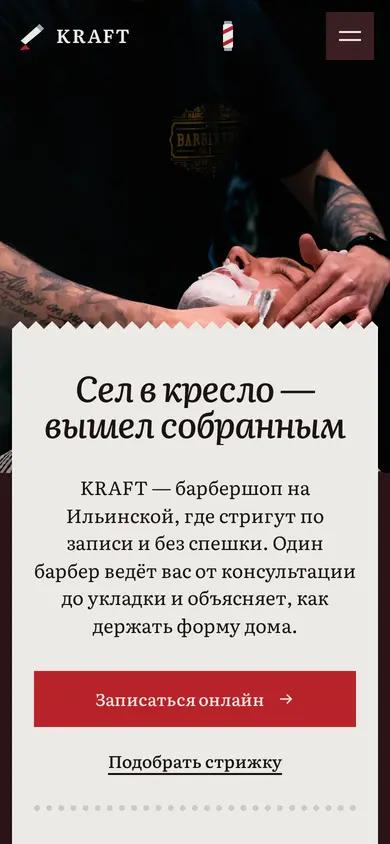 KRAFT
Сел в кресло —
вышел собранным
KRAFT — барбершоп на
Ильинской, где стригут по
записи и без спешки. Один
барбер ведёт вас от консультации
до укладки и объясняет, как
держать форму дома.
Записаться онлайн →
Подобрать стрижку